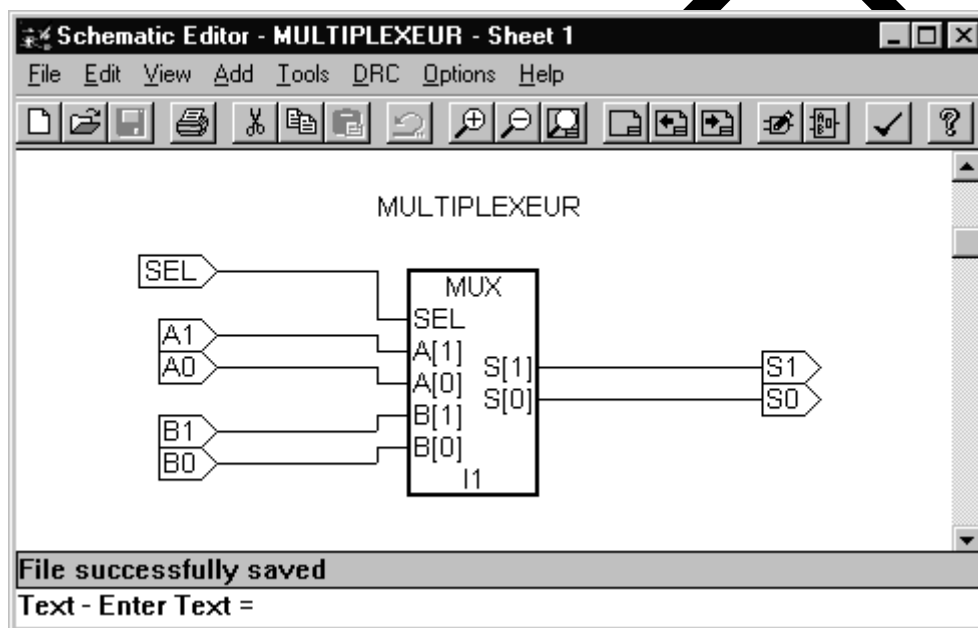 Schematic Editor - MULTIPLEXEUR - Sheet 1
File Edit View Add Tools DRC Options Help
MULTIPLEXEUR
SEL
MUX
SEL
A1
A[1]
A0
A[0]
S[1]
S1
S[0]
S0
B1
B[1]
B0
B[0]
I1
File successfully saved
Text - Enter Text =